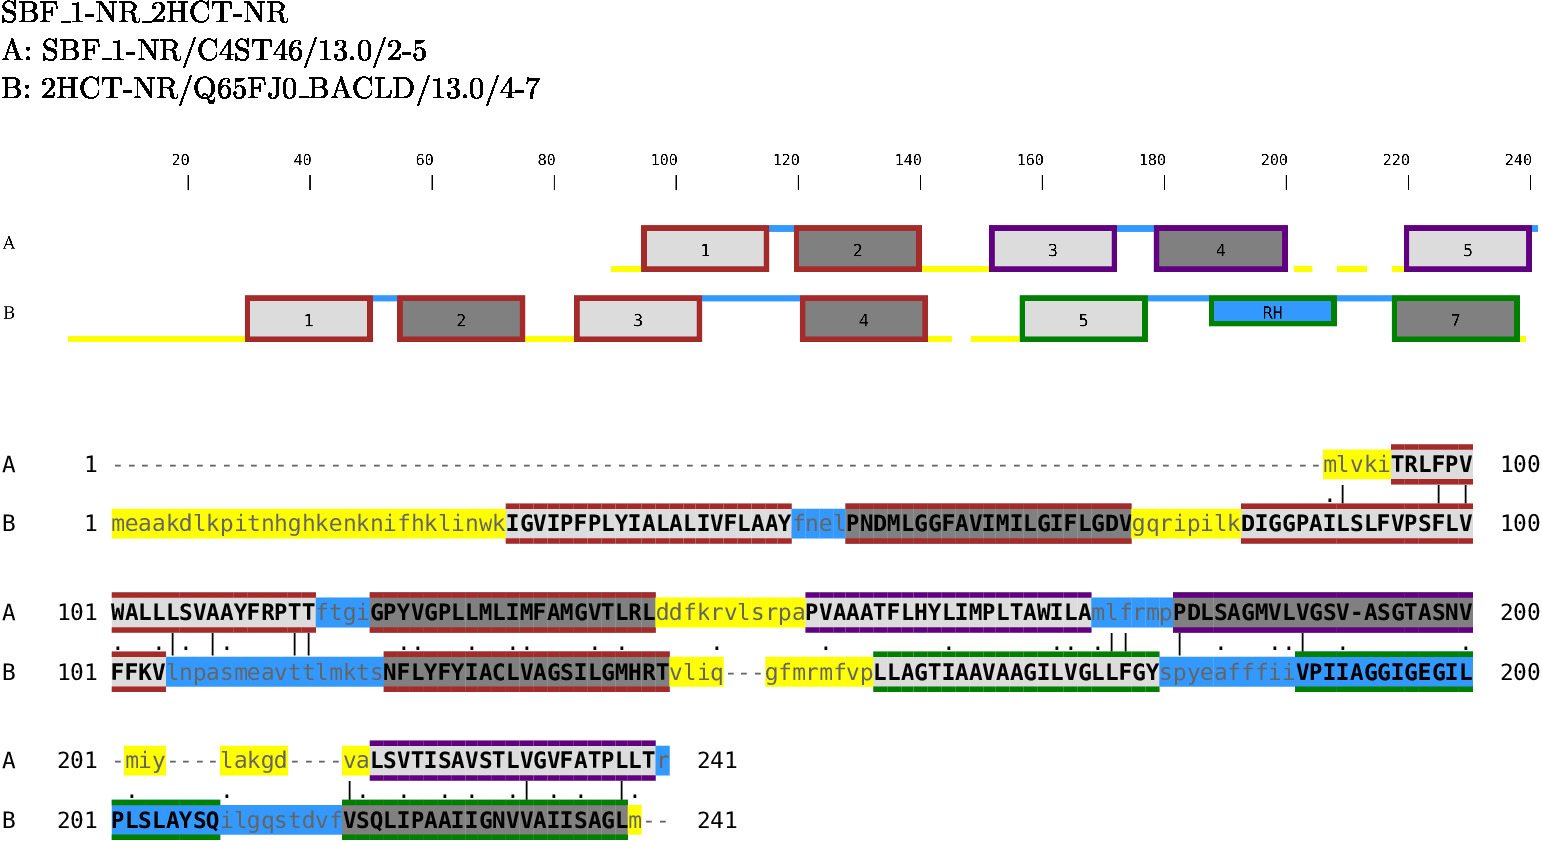 SBF_1-NR_2HCT-NR
A: SBF_1-NR/C4ST46/13.0/2-5
B: 2HCT-NR/Q65FJ0_BACLD/13.0/4-7
20 40 60 80 100 120 140 160 180 200 220 240
A 1 2 3 4 5
B 1 2 3 4 5 RH 7
A 1 -----------------------------------------------------------------------------------------mlvkiTRLFPV 100
B 1 meaakdlkpitnhghkenknifhklinwkIGVIPFPLYIALALIVFLAAYfnelPNDMLGGFAVIMILGIFLGDVgqripilkDIGGPAILSLFVPSFLV 100
A 101 WALLLSVAAYFRPTTftgiGPYVGPLLMLIMFAMGVTLRLddfkrvlsrpaPVAAATFLHYLIMPLTAWILAmlfrmpPDLSAGMVLVGSV-ASGTASNV 200
B 101 FFKVlnpasmeavttlmktsNFLYFYIACLVAGSILGMHRTvliq---gfmrmfvpLLAGTIAAVAAGILVGLLFGYspyeafffiiVPIIAGGIGEGIL 200
A 201 -miy----lakgd----vaLSVTISAVSTLVGVFATPLLTr 241
B 201 PLSLAYSQilgqstdvfVSQLIPAAIIGNVVAIISAGLm-- 241